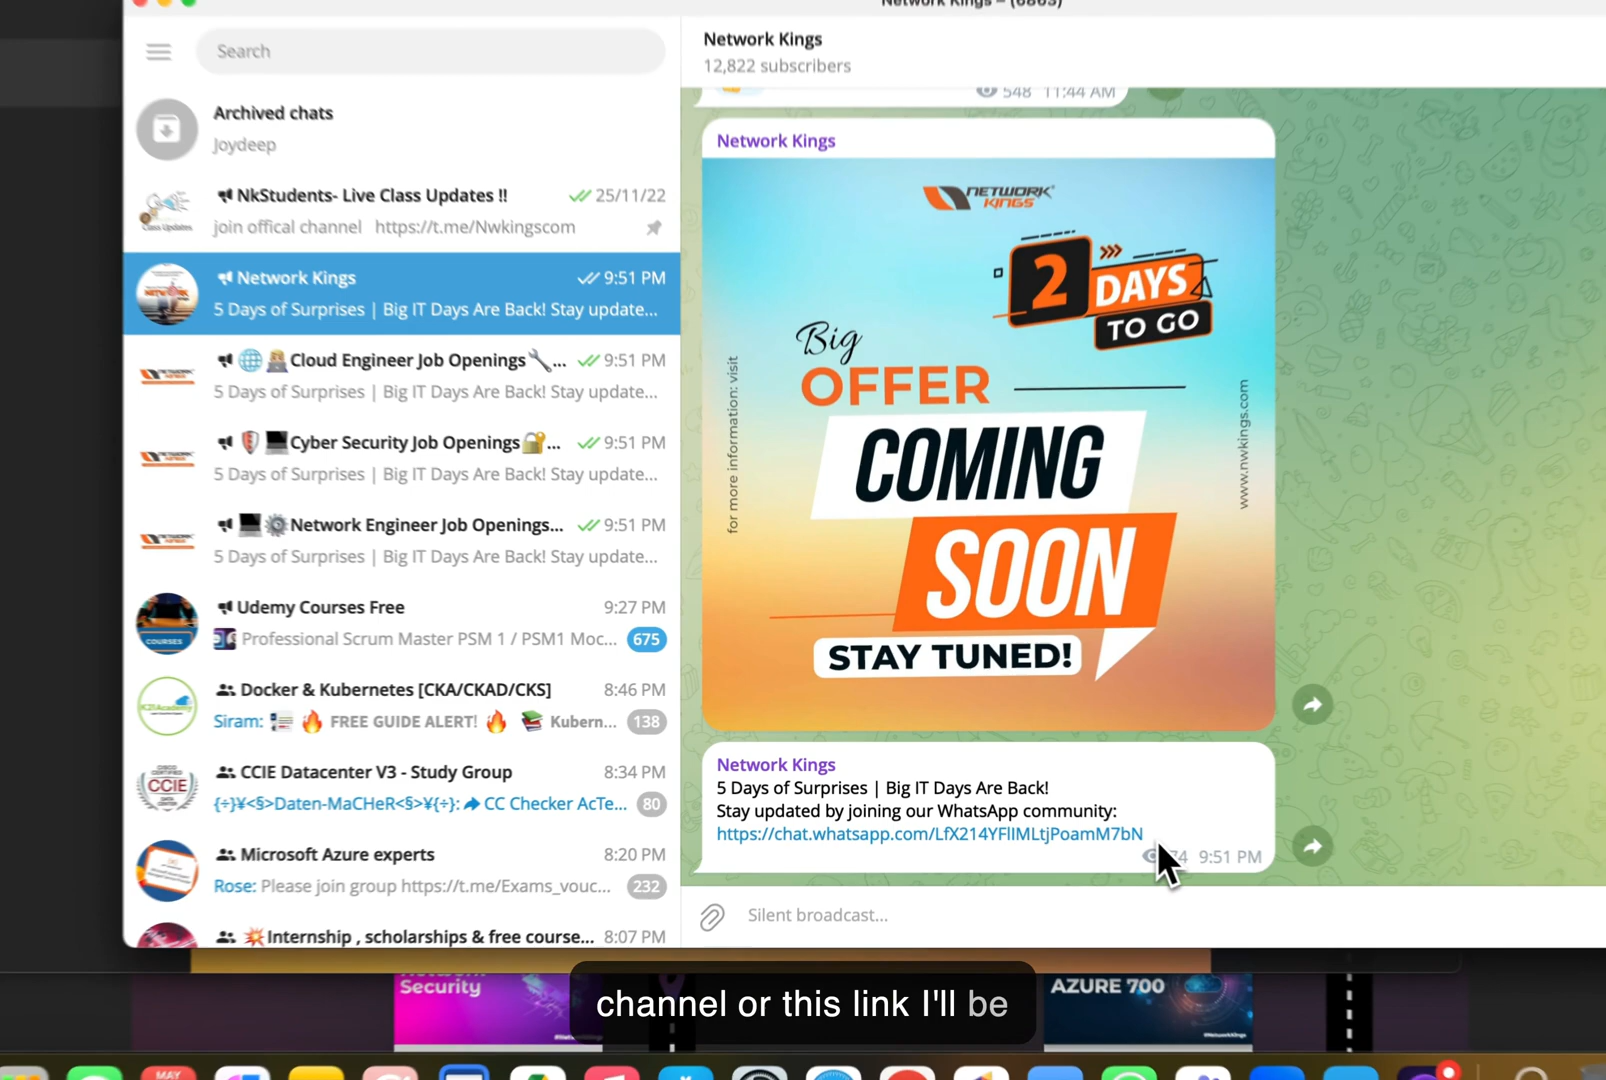 Network Kings – (6863)
Search
Archived chats
Joydeep
NkStudents- Live Class Updates !! 25/11/22
join offical channel https://t.me/Nwkingscom
Network Kings 9:51 PM
5 Days of Surprises | Big IT Days Are Back! Stay update...
Cloud Engineer Job Openings ... 9:51 PM
5 Days of Surprises | Big IT Days Are Back! Stay update...
Cyber Security Job Openings ... 9:51 PM
5 Days of Surprises | Big IT Days Are Back! Stay update...
Network Engineer Job Openings... 9:51 PM
5 Days of Surprises | Big IT Days Are Back! Stay update...
Udemy Courses Free 9:27 PM
COURSES
Professional Scrum Master PSM 1 / PSM1 Moc... 675
Docker & Kubernetes [CKA/CKAD/CKS] 8:46 PM
K21Academy
Siram: FREE GUIDE ALERT! Kubern... 138
CCIE Datacenter V3 - Study Group 8:34 PM
CCIE
{÷}¥<§>Daten-MaCHeR<§>¥{÷}: CC Checker AcTe... 80
Microsoft Azure experts 8:20 PM
Rose: Please join group https://t.me/Exams_vouc... 232
Internship , scholarships & free course... 8:07 PM
Network Kings
12,822 subscribers
548 11:44 AM
Network Kings
NETWORK
KINGS
2 DAYS
TO GO
Big
OFFER
COMING
SOON
STAY TUNED!
for more information: visit
www.nwkings.com
Network Kings
5 Days of Surprises | Big IT Days Are Back!
Stay updated by joining our WhatsApp community:
https://chat.whatsapp.com/LfX214YFlIMLtjPoamM7bN
9:51 PM
Silent broadcast...
Security
AZURE 700
channel or this link I'll be
MAY